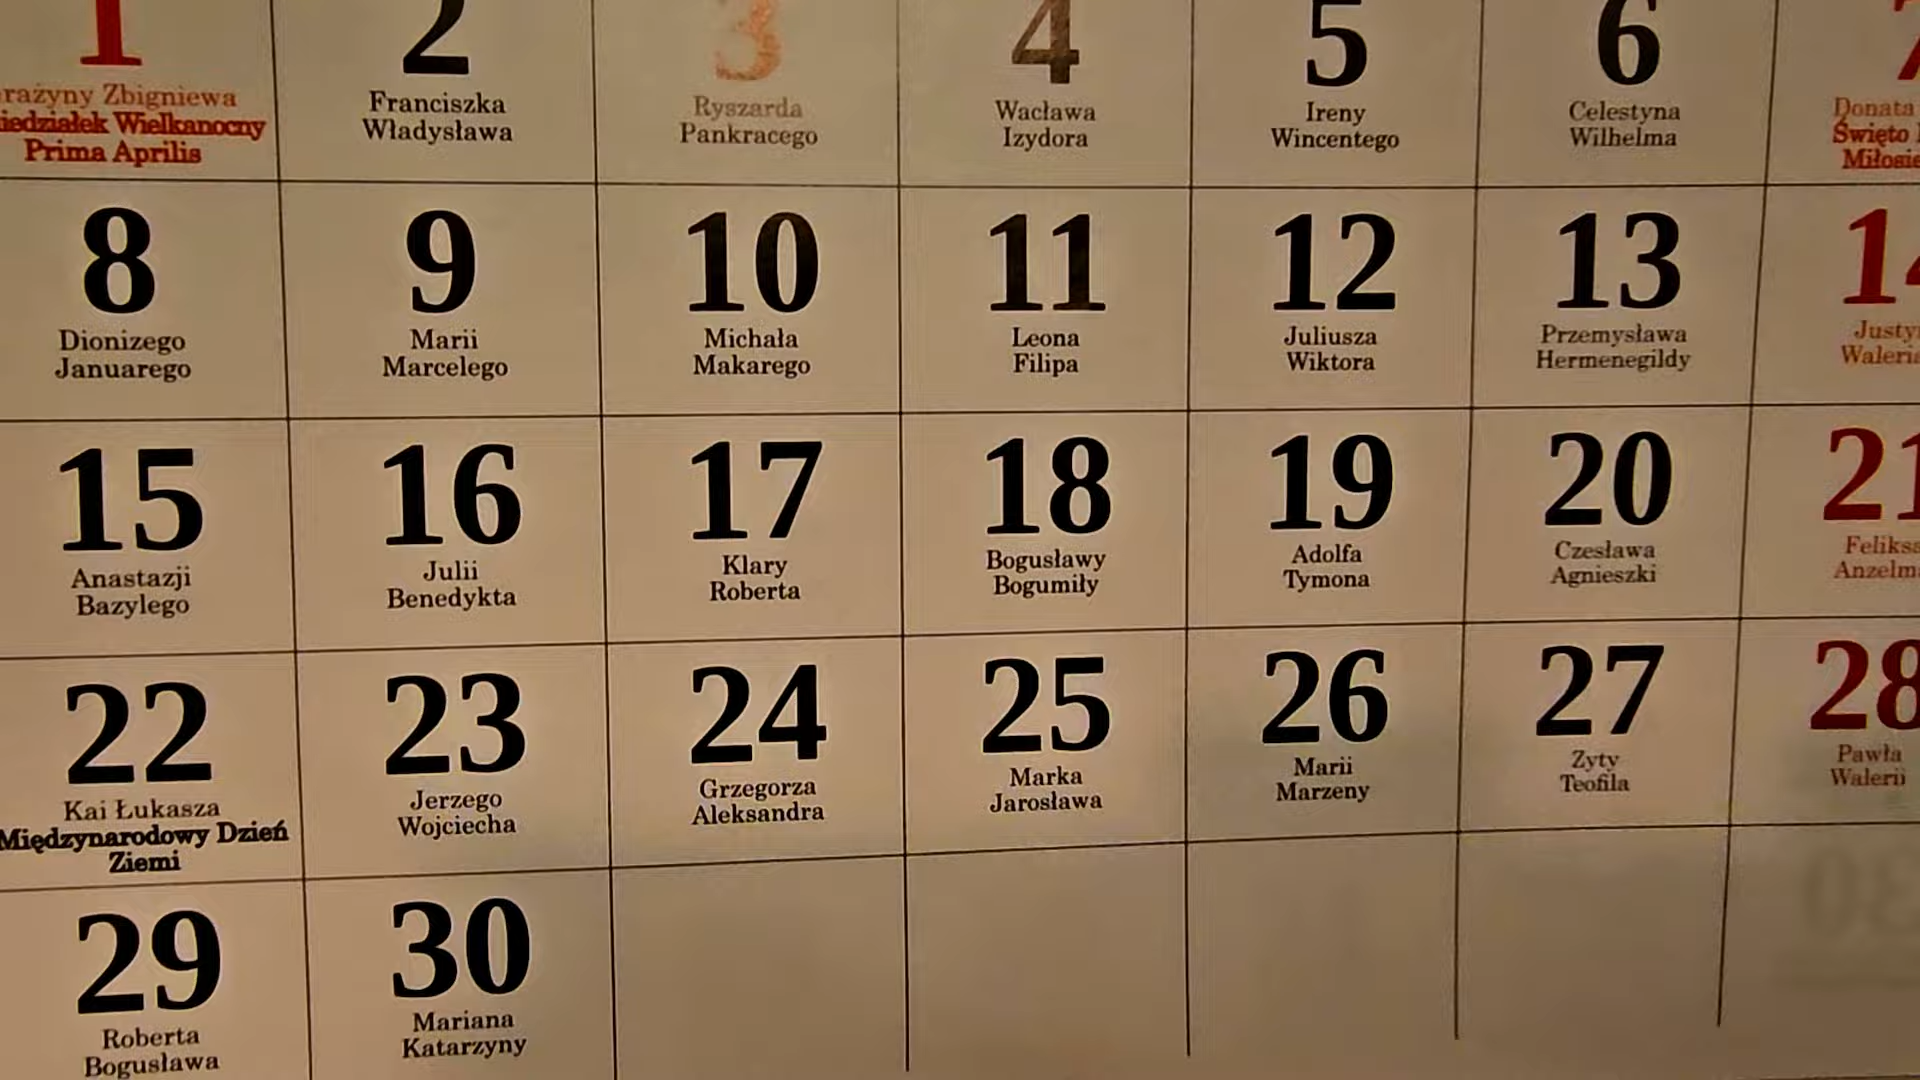 1 2 3 4 5 6 7
Zbigniewa Franciszka Ryszarda Wacława Ireny Celestyna Donata
Wielkanocny Władysława Pankracego Izydora Wincentego Wilhelma Święto
Prima Aprilis
8 9 10 11 12 13 14
Dionizego Marii Michała Leona Juliusza Przemysława
Januarego Marcelego Makarego Filipa Wiktora Hermenegildy
15 16 17 18 19 20 21
Anastazji Julii Klary Bogusławy Adolfa Czesława
Bazylego Benedykta Roberta Bogumiły Tymona Agnieszki
22 23 24 25 26 27 28
Kai Łukasza Jerzego Grzegorza Marka Marii Zyty Pawła
Międzynarodowy Dzień Wojciecha Aleksandra Jarosława Marzeny Teofila Walerii
Ziemi
29 30
Roberta Mariana
Bogusława Katarzyny